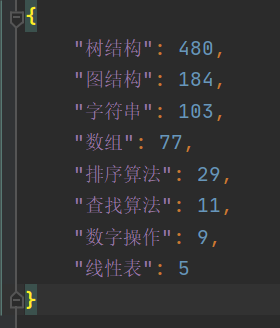 {
"树结构": 480,
"图结构": 184,
"字符串": 103,
"数组": 77,
"排序算法": 29,
"查找算法": 11,
"数字操作": 9,
"线性表": 5
}